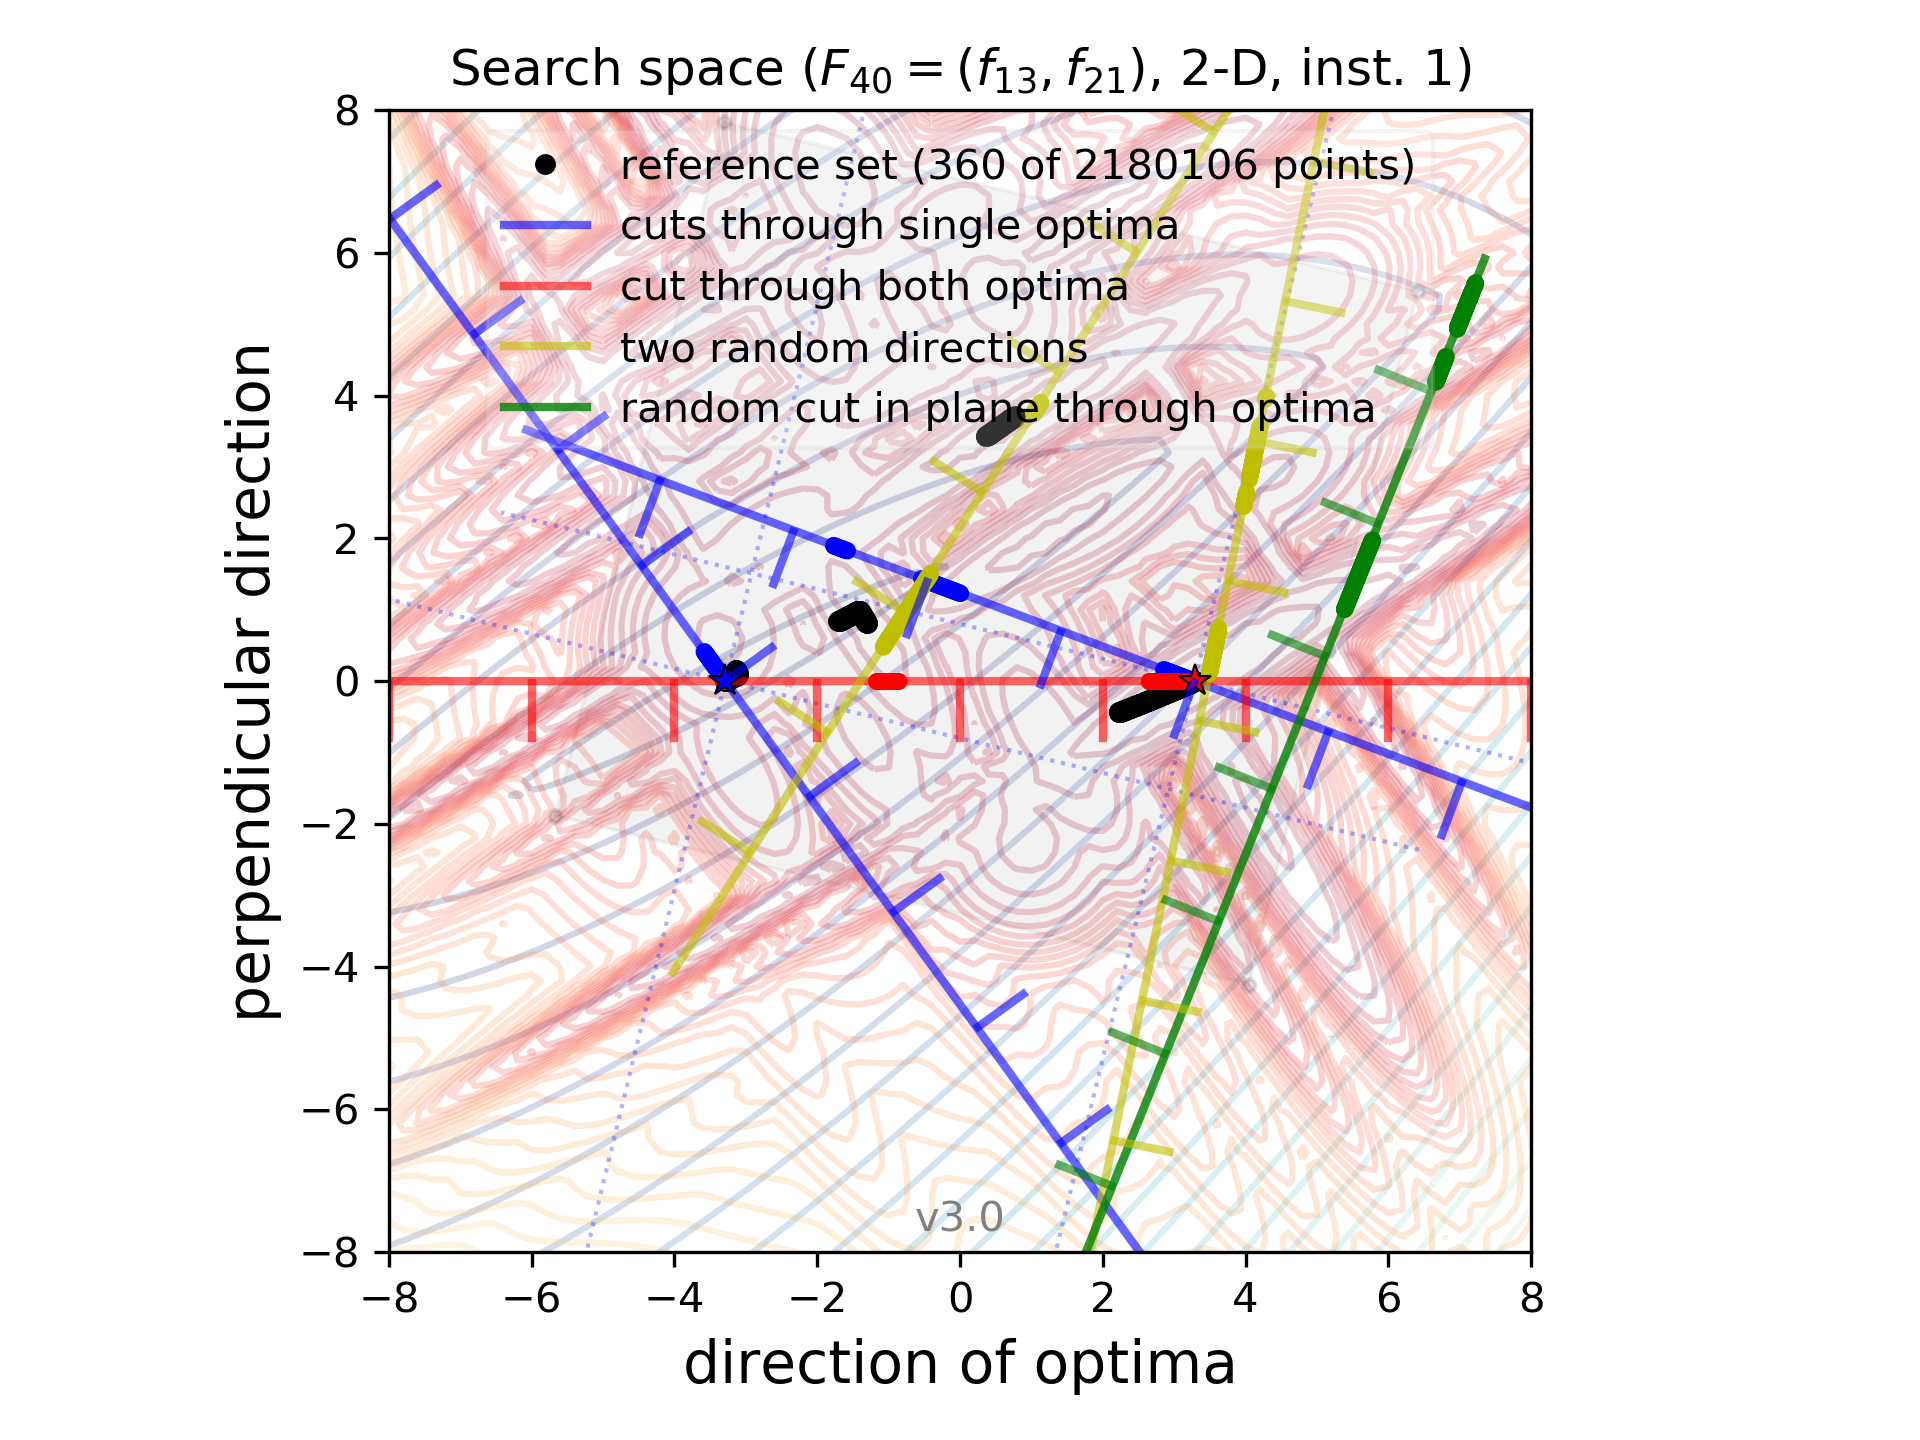 Search space (F40 = (f13, f21), 2-D, inst. 1)
reference set (360 of 2180106 points)
cuts through single optima
cut through both optima
two random directions
random cut in plane through optima
8
6
4
2
0
−2
−4
−6
−8
perpendicular direction
v3.0
−8 −6 −4 −2 0 2 4 6 8
direction of optima